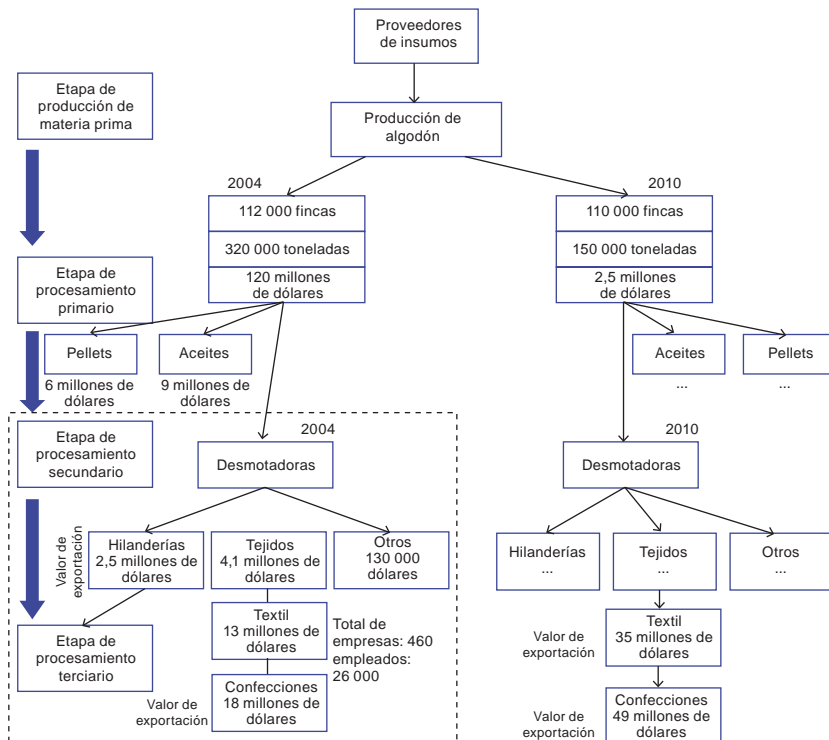 Proveedores
de insumos
Etapa de
producción de
materia prima
Producción de
algodón
2004
2010
112 000 fincas
320 000 toneladas
120 millones
de dólares
110 000 fincas
150 000 toneladas
2,5 millones
de dólares
Etapa de
procesamiento
primario
Pellets
6 millones de
dólares
Aceites
9 millones de
dólares
Aceites
...
Pellets
...
Etapa de
procesamiento
secundario
2004
Desmotadoras
2010
Desmotadoras
Valor de
exportación
Hilanderías
2,5 millones de
dólares
Tejidos
4,1 millones de
dólares
Otros
130 000
dólares
Hilanderías
...
Tejidos
...
Otros
...
Etapa de
procesamiento
terciario
Textil
13 millones de
dólares
Total de
empresas: 460
empleados:
26 000
Valor de
exportación
Confecciones
18 millones de
dólares
Valor de
exportación
Textil
35 millones de
dólares
Valor de
exportación
Confecciones
49 millones de
dólares